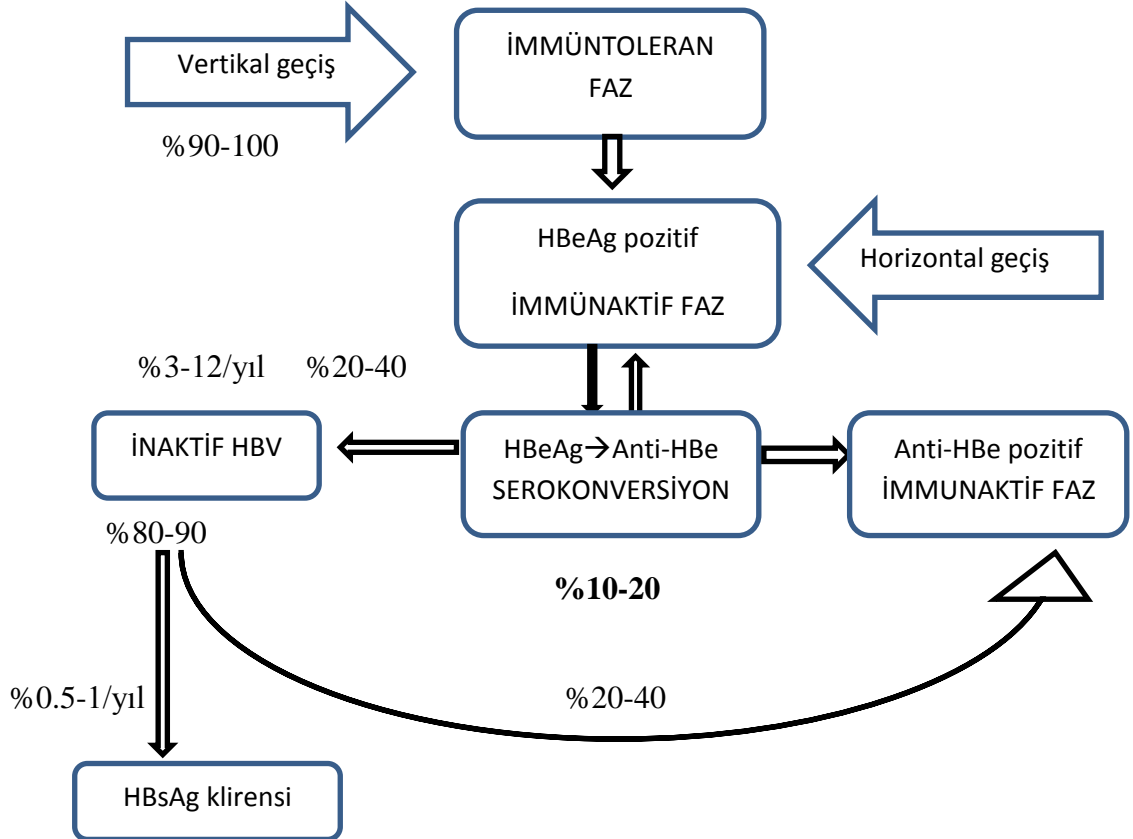 Vertikal geçiş
%90-100
İMMÜNTOLERAN
FAZ
HBeAg pozitif
İMMÜNAKTİF FAZ
Horizontal geçiş
%3-12/yıl %20-40
İNAKTİF HBV
HBeAg→Anti-HBe
SEROKONVERSİYON
Anti-HBe pozitif
İMMUNAKTİF FAZ
%80-90
%10-20
%0.5-1/yıl
%20-40
HBsAg klirensi